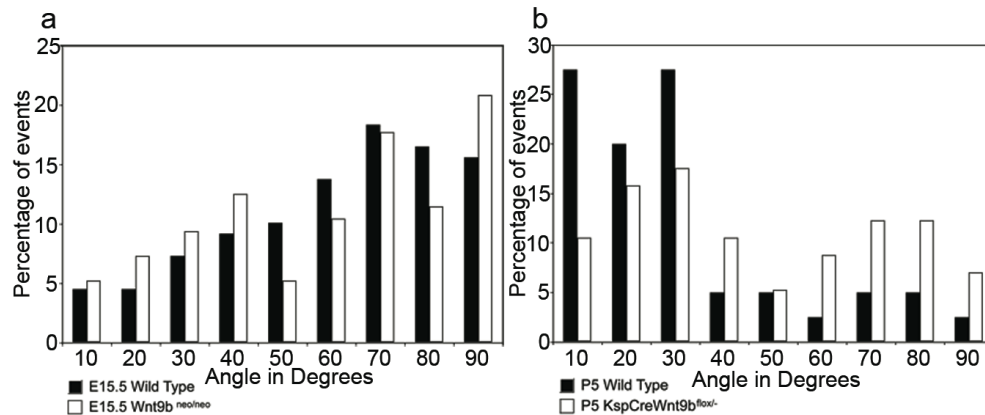 a
25
20
15
10
5
0
Percentage of events
10 20 30 40 50 60 70 80 90
Angle in Degrees
E15.5 Wild Type
E15.5 Wnt9b neo/neo
b
30
25
20
15
10
5
0
Percentage of events
10 20 30 40 50 60 70 80 90
Angle in Degrees
P5 Wild Type
P5 KspCreWnt9bflox/-